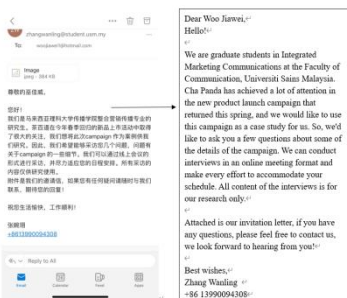 zhangwanling@student.usm.my
To: woojiawei1@hotmail.com
Image
jpeg - 384 KB
尊敬的吴佳威,
您好!
我们是马来西亚理科大学传播学院整合营销传播专业的
研究生。茶百道在今年春季回归的新品上市活动中取得
了很大的关注,我们想将此次campaign 作为案例供我
们研究。因此,我们希望能够采访您几个问题,问题有
关于campaign 的一些细节。我们可以通过线上会议的
形式进行采访,并尽力适应您的日程安排。所有采访的
内容仅供研究使用。
附件是我们的邀请信,如果您有任何疑问请随时与我们
联系,期待您的回复!
祝您生活愉快,工作顺利!
张婉翎
+8613990094308
Reply to All
Email
Calendar
Feed
Apps
Dear Woo Jiawei,
Hello!
We are graduate students in Integrated
Marketing Communications at the Faculty of
Communication, Universiti Sains Malaysia.
Cha Panda has achieved a lot of attention in
the new product launch campaign that
returned this spring, and we would like to use
this campaign as a case study for us. So, we'd
like to ask you a few questions about some of
the details of the campaign. We can conduct
interviews in an online meeting format and
make every effort to accommodate your
schedule. All content of the interviews is for
our research only.
Attached is our invitation letter, if you have
any questions, please feel free to contact us,
we look forward to hearing from you!
Best wishes,
Zhang Wanling
+86 13990094308